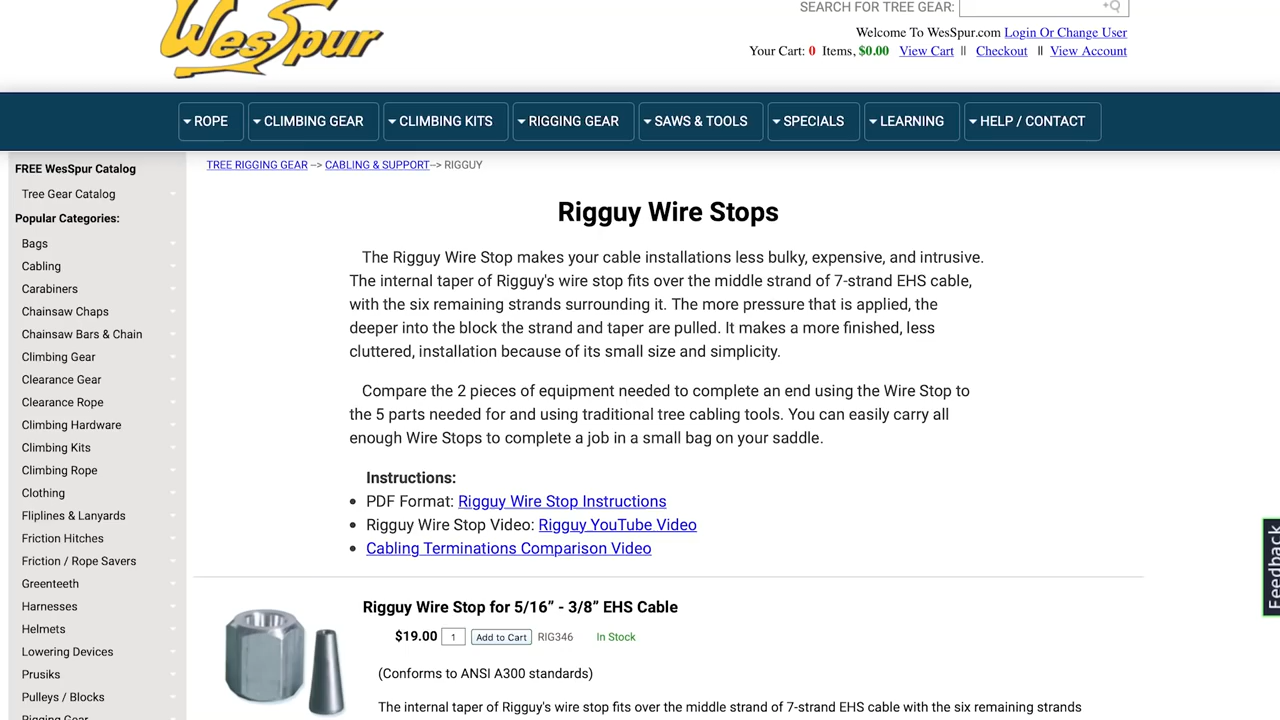 WesSpur
SEARCH FOR TREE GEAR:
Welcome To WesSpur.com Login Or Change User
Your Cart: 0 Items, $0.00 View Cart || Checkout || View Account
ROPE CLIMBING GEAR CLIMBING KITS RIGGING GEAR SAWS & TOOLS SPECIALS LEARNING HELP / CONTACT
FREE WesSpur Catalog
Tree Gear Catalog
Popular Categories:
Bags
Cabling
Carabiners
Chainsaw Chaps
Chainsaw Bars & Chain
Climbing Gear
Clearance Gear
Clearance Rope
Climbing Hardware
Climbing Kits
Climbing Rope
Clothing
Fliplines & Lanyards
Friction Hitches
Friction / Rope Savers
Greenteeth
Harnesses
Helmets
Lowering Devices
Prusiks
Pulleys / Blocks
Rigging Gear
TREE RIGGING GEAR --> CABLING & SUPPORT--> RIGGUY
Rigguy Wire Stops
The Rigguy Wire Stop makes your cable installations less bulky, expensive, and intrusive.
The internal taper of Rigguy's wire stop fits over the middle strand of 7-strand EHS cable,
with the six remaining strands surrounding it. The more pressure that is applied, the
deeper into the block the strand and taper are pulled. It makes a more finished, less
cluttered, installation because of its small size and simplicity.
Compare the 2 pieces of equipment needed to complete an end using the Wire Stop to
the 5 parts needed for and using traditional tree cabling tools. You can easily carry all
enough Wire Stops to complete a job in a small bag on your saddle.
Instructions:
• PDF Format: Rigguy Wire Stop Instructions
• Rigguy Wire Stop Video: Rigguy YouTube Video
• Cabling Terminations Comparison Video
Rigguy Wire Stop for 5/16” - 3/8” EHS Cable
$19.00 1 Add to Cart RIG346 In Stock
(Conforms to ANSI A300 standards)
The internal taper of Rigguy's wire stop fits over the middle strand of 7-strand EHS cable with the six remaining strands
Feedback